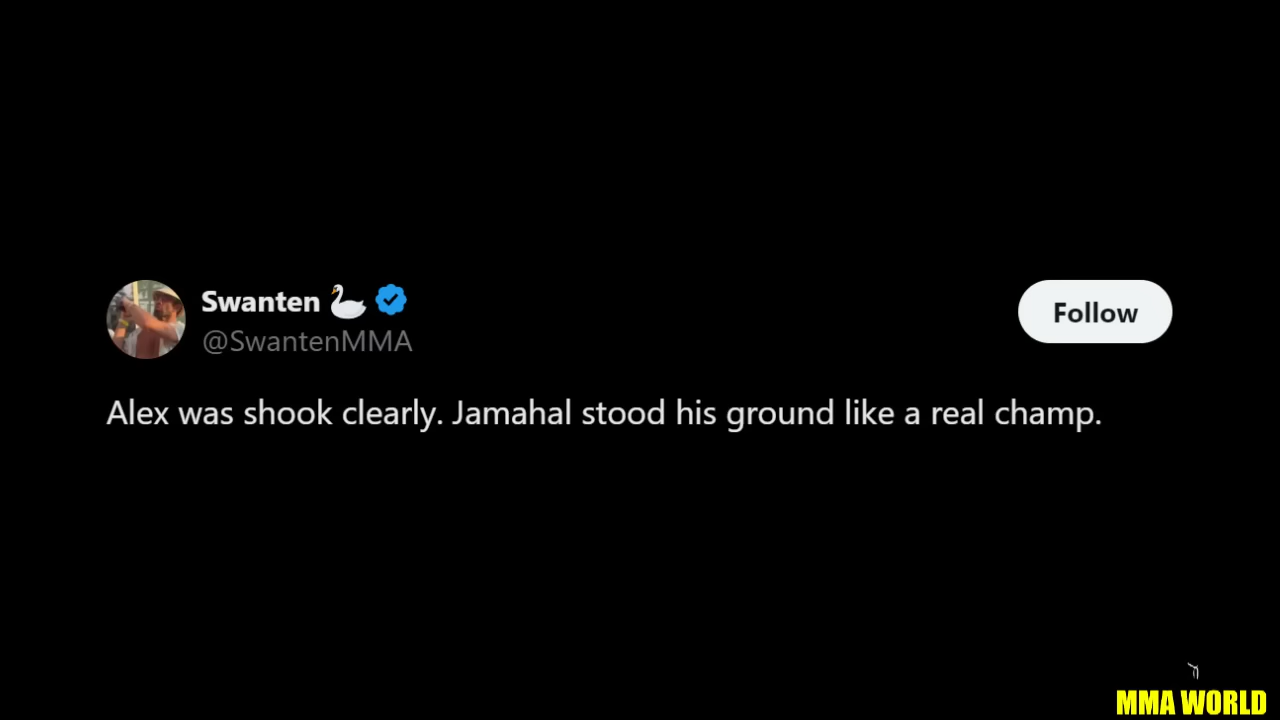 Swanten 🦢
@SwantenMMA
Follow
Alex was shook clearly. Jamahal stood his ground like a real champ.
MMA WORLD